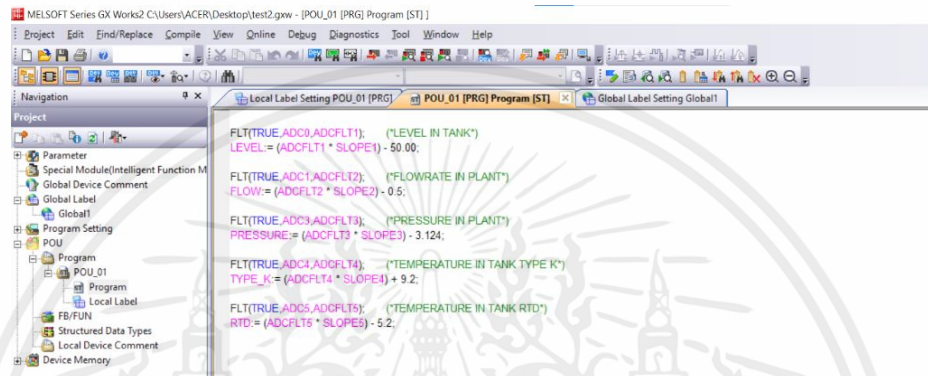 MELSOFT Series GX Works2 C:\Users\ACER\Desktop\test2.gxw - [POU_01 [PRG] Program [ST] ]
Project Edit Find/Replace Compile View Online Debug Diagnostics Tool Window Help
Navigation
Local Label Setting POU_01 [PRG] POU_01 [PRG] Program [ST] Global Label Setting Global1
Project
Parameter
Special Module(Intelligent Function M
Global Device Comment
Global Label
Global1
Program Setting
POU
Program
POU_01
Program
Local Label
FB/FUN
Structured Data Types
Local Device Comment
Device Memory
FLT(TRUE,ADC0,ADCFLT1); (*LEVEL IN TANK*)
LEVEL:= (ADCFLT1 * SLOPE1) - 50.00;
FLT(TRUE,ADC1,ADCFLT2); (*FLOWRATE IN PLANT*)
FLOW:= (ADCFLT2 * SLOPE2) - 0.5;
FLT(TRUE,ADC3,ADCFLT3); (*PRESSURE IN PLANT*)
PRESSURE:= (ADCFLT3 * SLOPE3) - 3.124;
FLT(TRUE,ADC4,ADCFLT4); (*TEMPERATURE IN TANK TYPE K*)
TYPE_K:= (ADCFLT4 * SLOPE4) + 9.2;
FLT(TRUE,ADC5,ADCFLT5); (*TEMPERATURE IN TANK RTD*)
RTD:= (ADCFLT5 * SLOPE5) - 5.2;